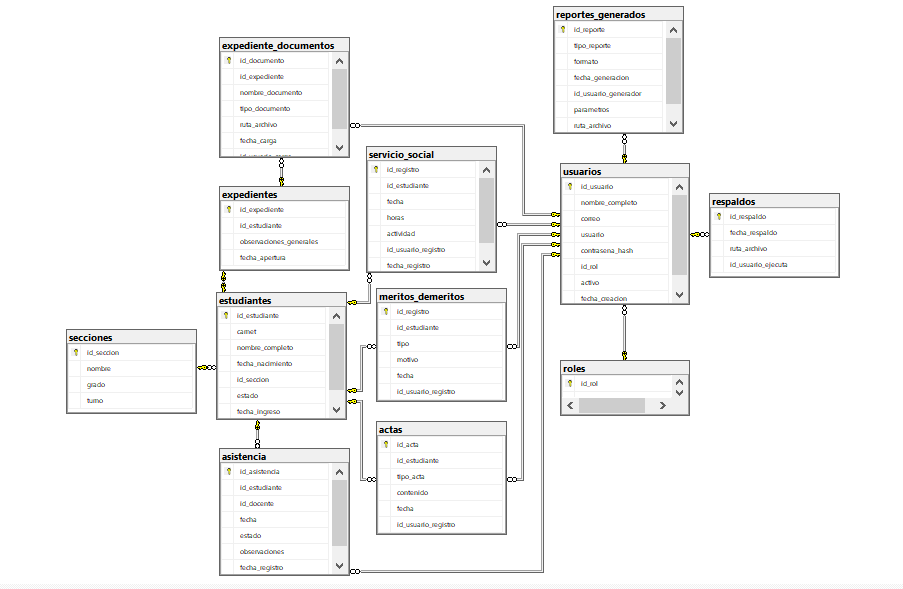 reportes_generados
id_reporte
tipo_reporte
formato
fecha_generacion
id_usuario_generador
parametros
ruta_archivo
expediente_documentos
id_documento
id_expediente
nombre_documento
tipo_documento
ruta_archivo
fecha_carga
servicio_social
id_registro
id_estudiante
fecha
horas
actividad
id_usuario_registro
fecha_registro
usuarios
id_usuario
nombre_completo
correo
usuario
contrasena_hash
id_rol
activo
fecha_creacion
respaldos
id_respaldo
fecha_respaldo
ruta_archivo
id_usuario_ejecuta
expedientes
id_expediente
id_estudiante
observaciones_generales
fecha_apertura
estudiantes
id_estudiante
carnet
nombre_completo
fecha_nacimiento
id_seccion
estado
fecha_ingreso
meritos_demeritos
id_registro
id_estudiante
tipo
motivo
fecha
id_usuario_registro
secciones
id_seccion
nombre
grado
turno
roles
id_rol
actas
id_acta
id_estudiante
tipo_acta
contenido
fecha
id_usuario_registro
asistencia
id_asistencia
id_estudiante
id_docente
fecha
estado
observaciones
fecha_registro